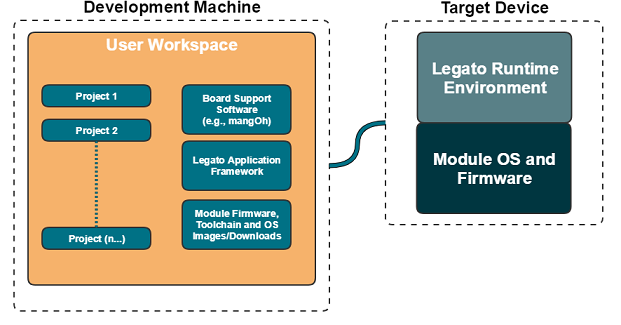 Development Machine
Target Device
User Workspace
Project 1
Project 2
Project (n...)
Board Support
Software
(e.g., mangOh)
Legato Application
Framework
Module Firmware,
Toolchain and OS
Images/Downloads
Legato Runtime
Environment
Module OS and
Firmware